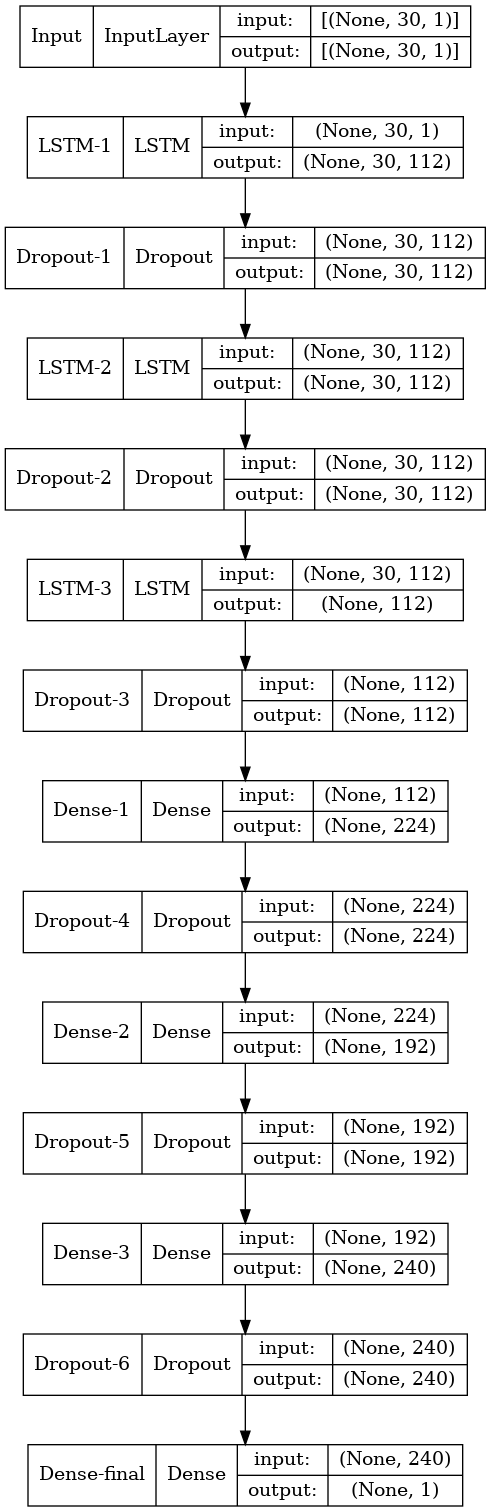 Input InputLayer input: [(None, 30, 1)]
output: [(None, 30, 1)]
LSTM-1 LSTM input: (None, 30, 1)
output: (None, 30, 112)
Dropout-1 Dropout input: (None, 30, 112)
output: (None, 30, 112)
LSTM-2 LSTM input: (None, 30, 112)
output: (None, 30, 112)
Dropout-2 Dropout input: (None, 30, 112)
output: (None, 30, 112)
LSTM-3 LSTM input: (None, 30, 112)
output: (None, 112)
Dropout-3 Dropout input: (None, 112)
output: (None, 112)
Dense-1 Dense input: (None, 112)
output: (None, 224)
Dropout-4 Dropout input: (None, 224)
output: (None, 224)
Dense-2 Dense input: (None, 224)
output: (None, 192)
Dropout-5 Dropout input: (None, 192)
output: (None, 192)
Dense-3 Dense input: (None, 192)
output: (None, 240)
Dropout-6 Dropout input: (None, 240)
output: (None, 240)
Dense-final Dense input: (None, 240)
output: (None, 1)